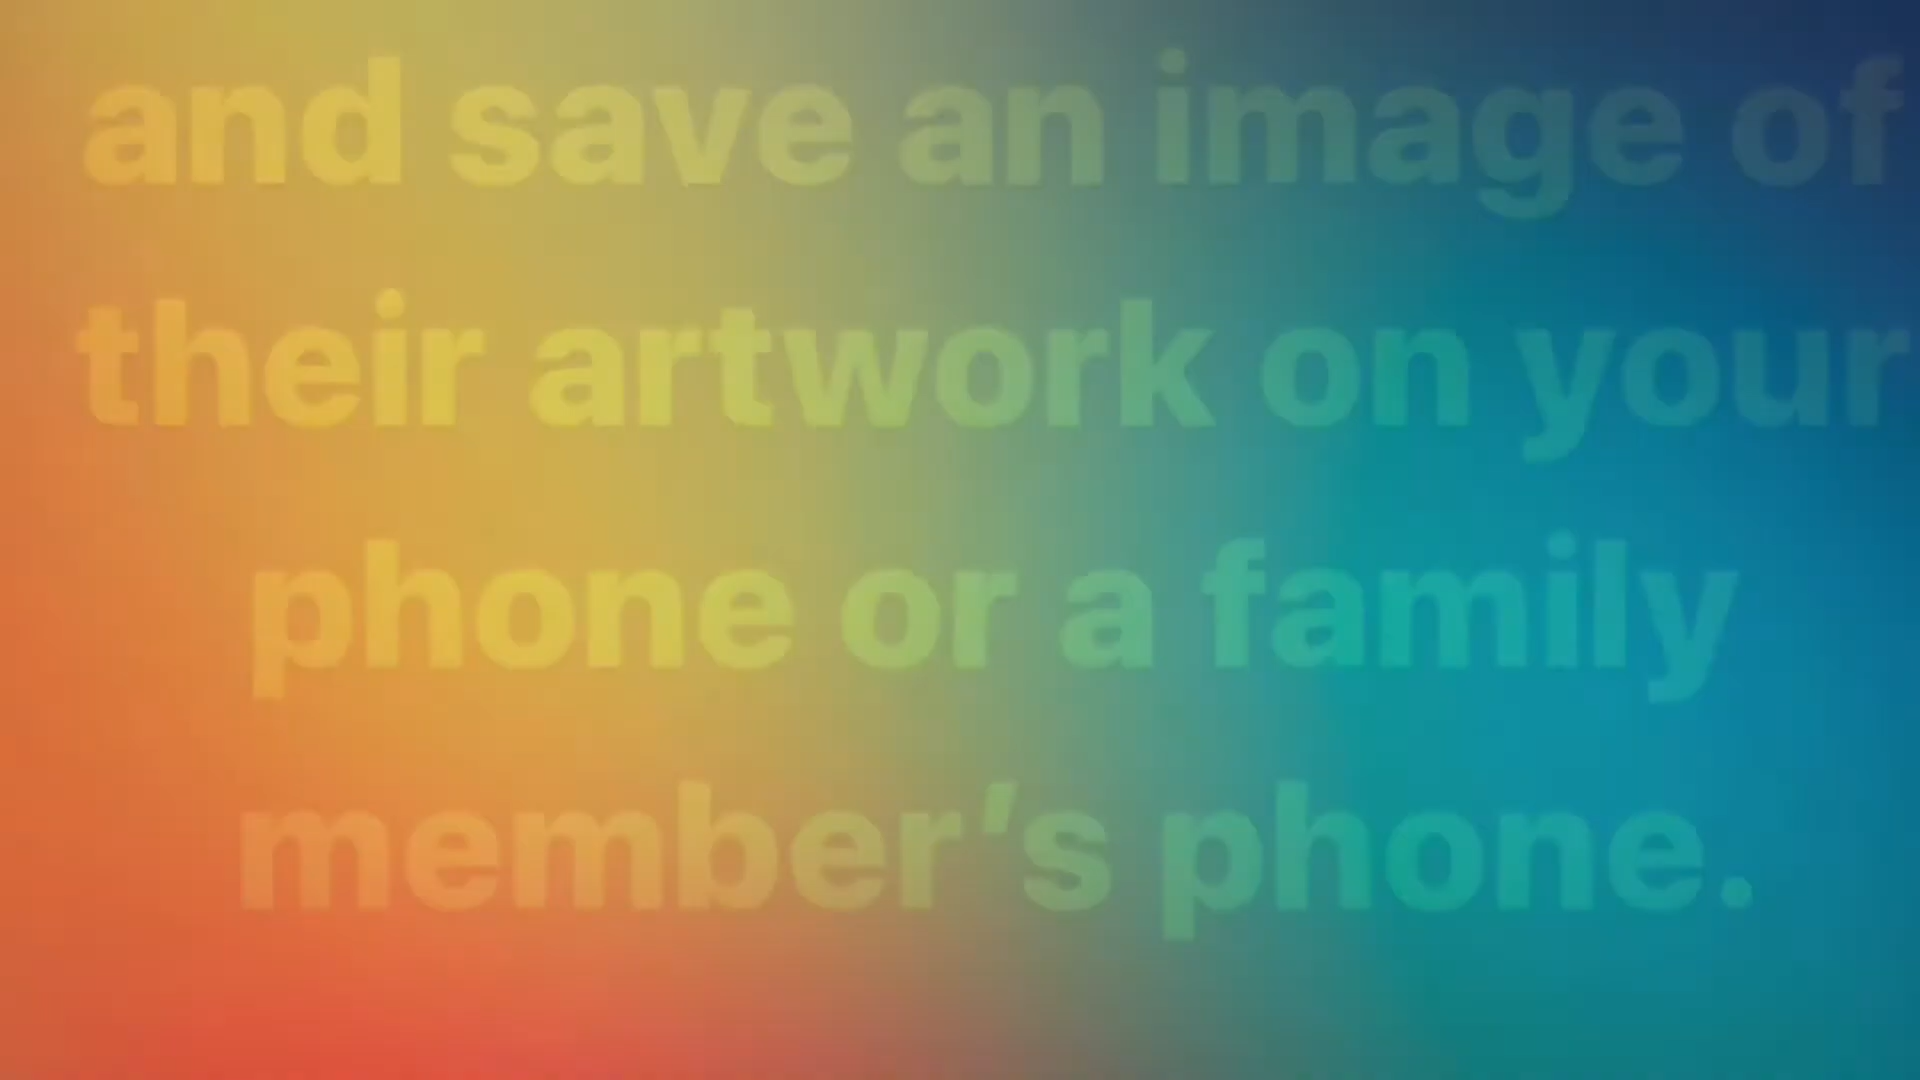 and save an image of
their artwork on your
phone or a family
member’s phone.